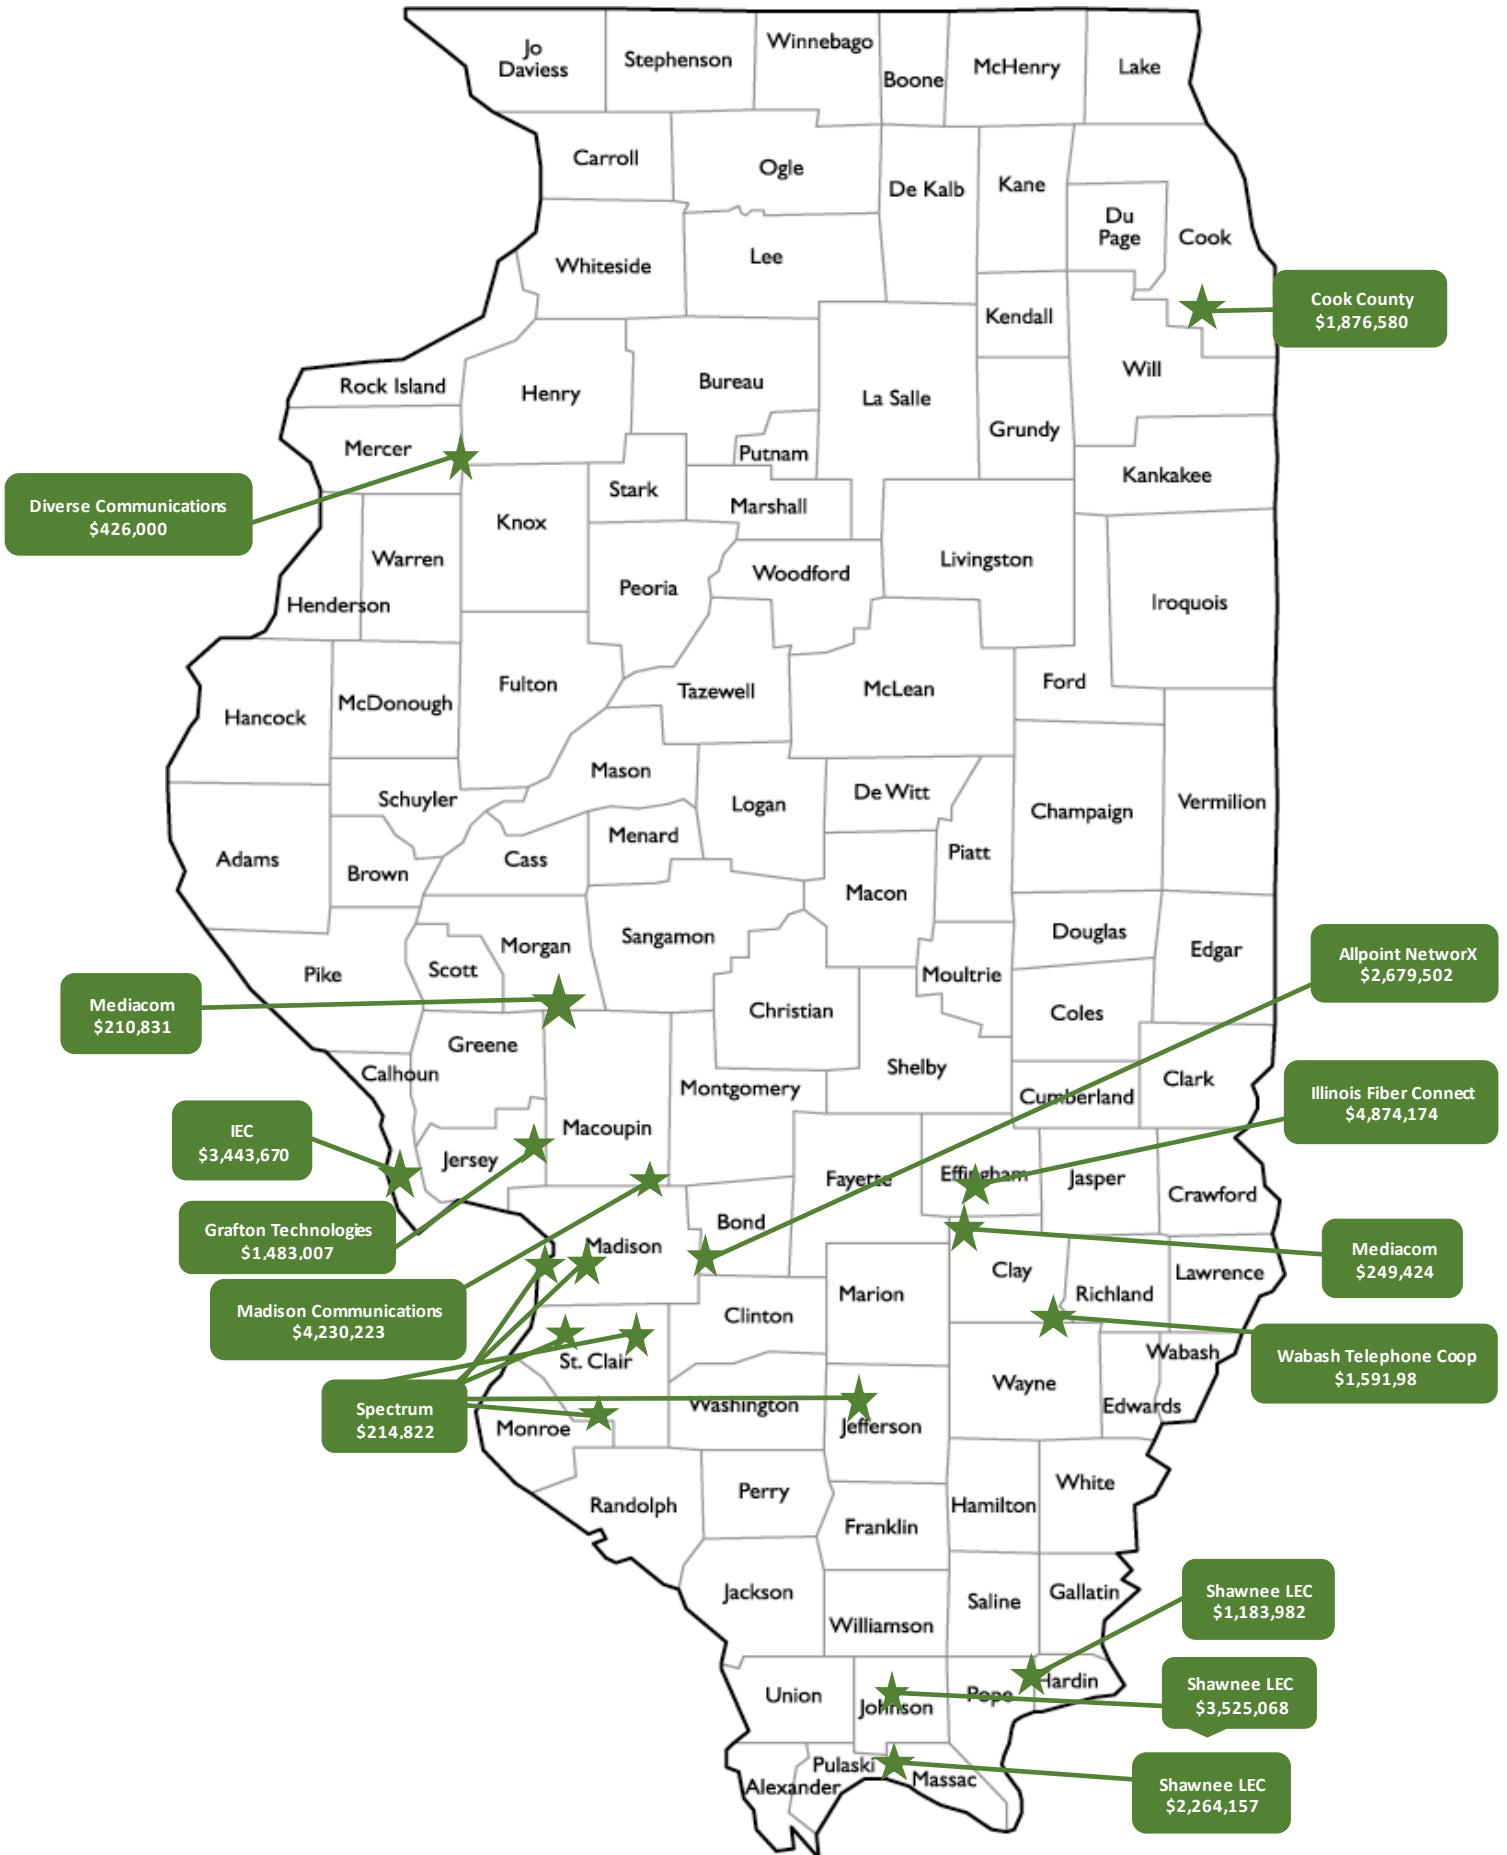 Jo
Daviess
Stephenson
Winnebago
Boone
McHenry
Lake
Carroll
Ogle
De Kalb
Kane
Du
Page
Cook
Whiteside
Lee
Kendall
Cook County
$1,876,580
Rock Island
Henry
Bureau
La Salle
Will
Grundy
Mercer
Putnam
Kankakee
Stark
Marshall
Diverse Communications
$426,000
Knox
Warren
Henderson
Peoria
Woodford
Livingston
Iroquois
Hancock
McDonough
Fulton
Tazewell
McLean
Ford
Mason
Schuyler
Logan
De Witt
Champaign
Vermilion
Adams
Brown
Cass
Menard
Piatt
Macon
Sangamon
Morgan
Scott
Pike
Douglas
Edgar
Moultrie
Christian
Coles
Allpoint NetworX
$2,679,502
Mediacom
$210,831
Greene
Calhoun
Shelby
Montgomery
Macoupin
Cumberland
Clark
Illinois Fiber Connect
$4,874,174
IEC
$3,443,670
Jersey
Fayette
Effingham
Jasper
Crawford
Grafton Technologies
$1,483,007
Bond
Madison
Mediacom
$249,424
Clay
Richland
Lawrence
Marion
Clinton
Madison Communications
$4,230,223
St. Clair
Wabash
Wabash Telephone Coop
$1,591,98
Wayne
Edwards
Washington
Jefferson
Spectrum
$214,822
Monroe
Randolph
Perry
Hamilton
White
Franklin
Jackson
Williamson
Saline
Gallatin
Shawnee LEC
$1,183,982
Union
Johnson
Pope
Hardin
Shawnee LEC
$3,525,068
Pulaski
Alexander
Massac
Shawnee LEC
$2,264,157